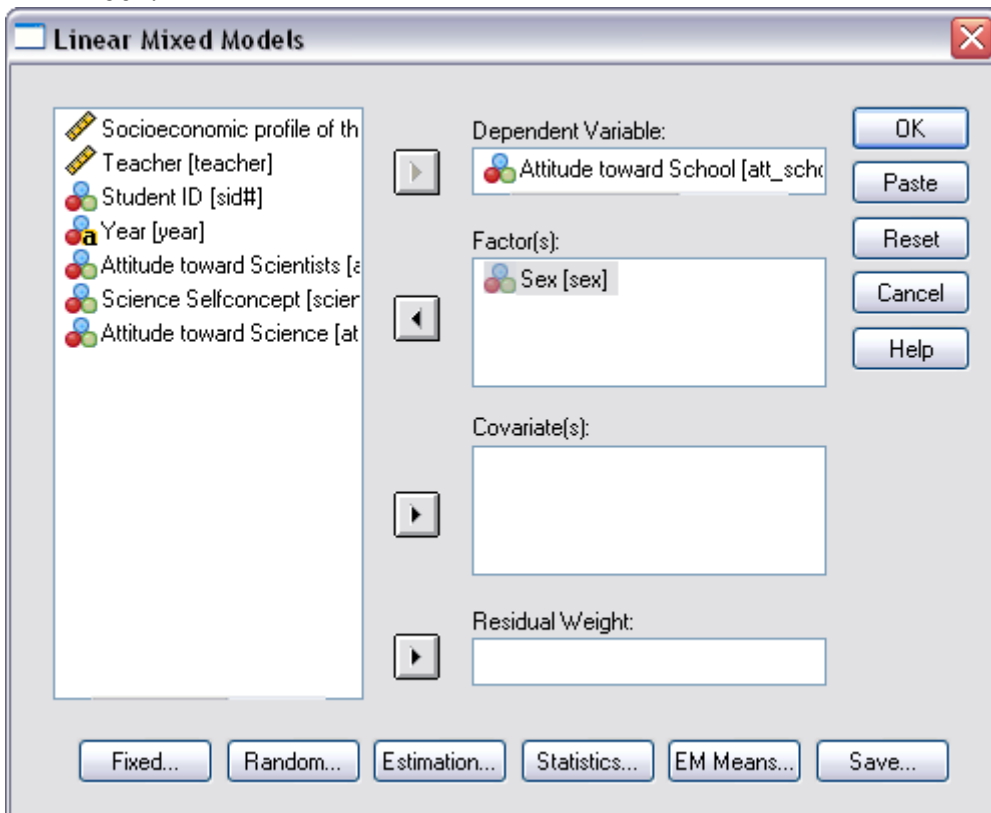 Linear Mixed Models
Socioeconomic profile of th
Teacher [teacher]
Student ID [sid#]
a Year [year]
Attitude toward Scientists [a
Science Selfconcept [scien
Attitude toward Science [at
Dependent Variable:
Attitude toward School [att_scho
Factor(s):
Sex [sex]
Covariate(s):
Residual Weight:
OK
Paste
Reset
Cancel
Help
Fixed... Random... Estimation... Statistics... EM Means... Save...